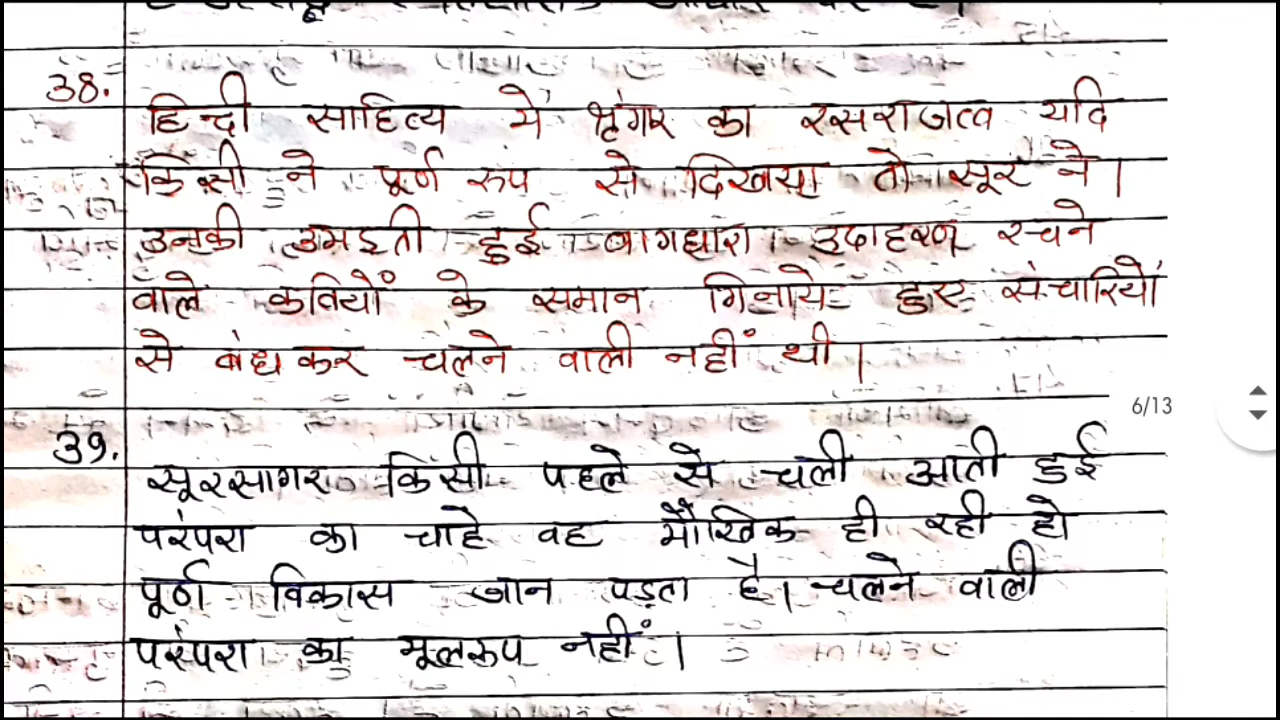 38.
हिन्दी साहित्य में श्रृंगार का रसराजत्व यदि
किसी ने पूर्ण रुप से दिखाया तो सूर ने।
उनकी उमड़ती हुई वागधारा उदाहरण रचने
वाले कवियों के समान गिनाये हुए संचारियों
से बंधकर चलने वाली नहीं थी।
6/13
39.
सूरसागर किसी पहले से चली आती हुई
परंपरा का चाहे वह मौखिक ही रही हो
पूर्ण विकास जान पड़ता है। चलने वाली
परंपरा का मूलरुप नहीं।